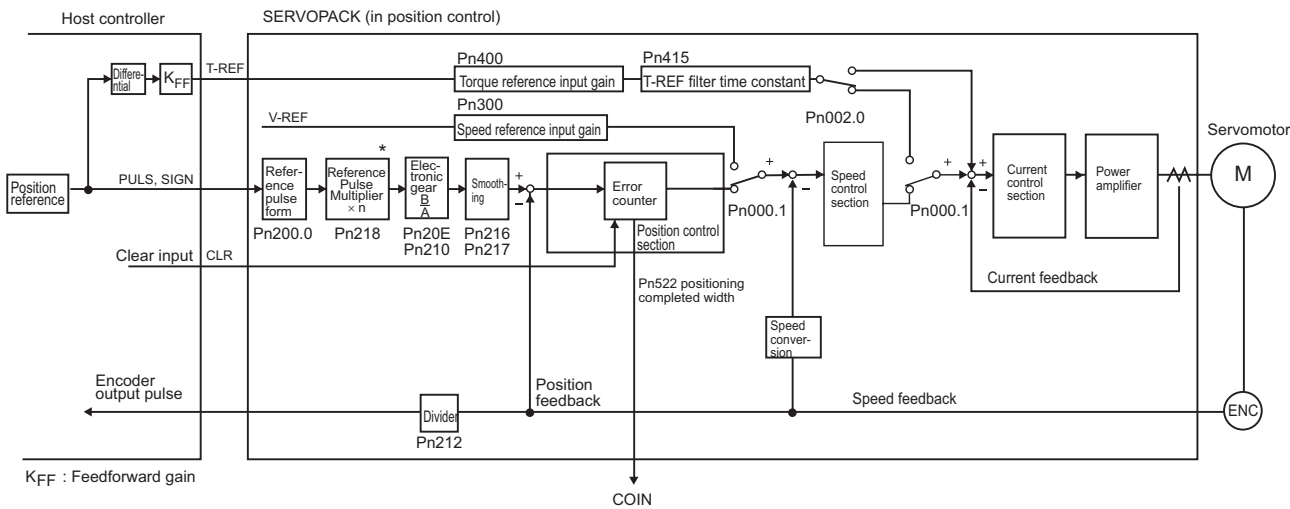 Host controller
SERVOPACK (in position control)
Differe-
ntial
KFF
T-REF
Pn400
Torque reference input gain
Pn415
T-REF filter time constant
Pn002.0
V-REF
Pn300
Speed reference input gain
Servomotor
M
Position
reference
PULS, SIGN
Refer-
ence
pulse
form
Pn200.0
*
Reference
Pulse
Multiplier
× n
Pn218
Elec-
tronic
gear
B
A
Pn20E
Pn210
Smooth-
ing
Pn216
Pn217
+
−
Error
counter
Position control
section
Pn000.1
+
−
Speed
control
section
Pn000.1
+
+
−
Current
control
section
Power
amplifier
Current feedback
Clear input
CLR
Pn522 positioning
completed width
Speed
conver-
sion
Encoder
output pulse
Divider
Pn212
Position
feedback
Speed feedback
ENC
KFF : Feedforward gain
COIN